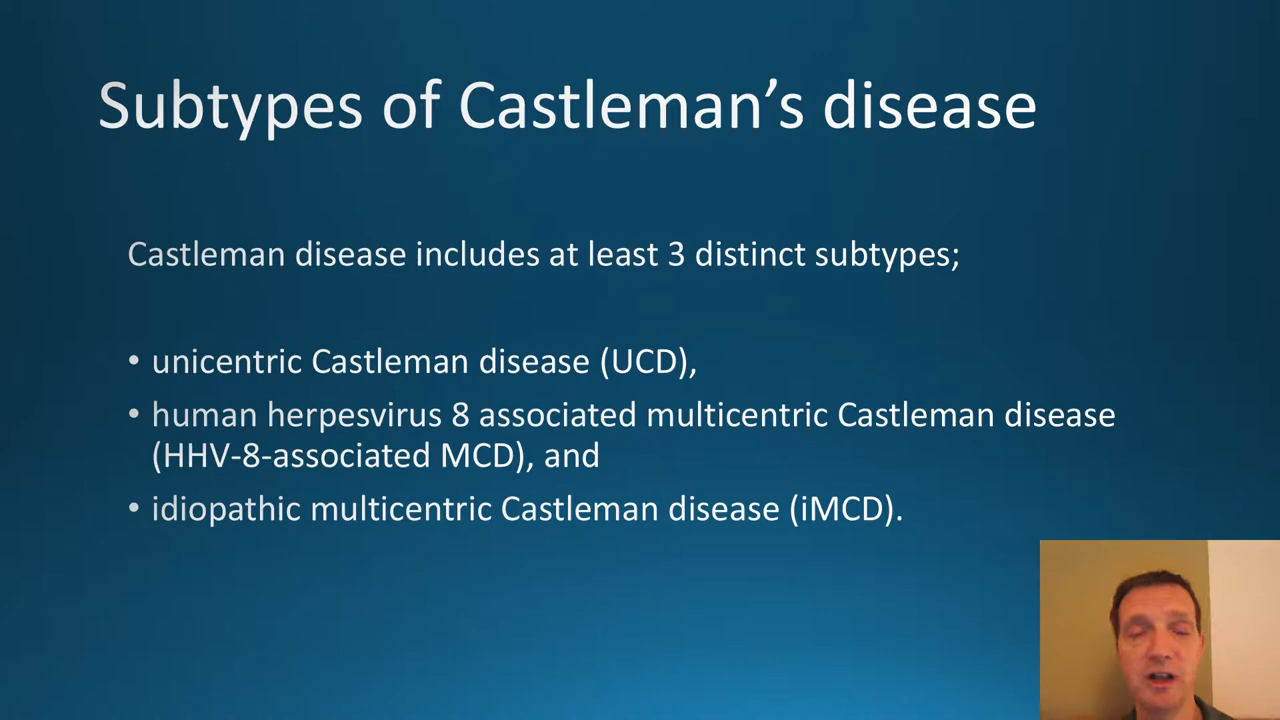 Subtypes of Castleman’s disease
Castleman disease includes at least 3 distinct subtypes;
• unicentric Castleman disease (UCD),
• human herpesvirus 8 associated multicentric Castleman disease
(HHV-8-associated MCD), and
• idiopathic multicentric Castleman disease (iMCD).